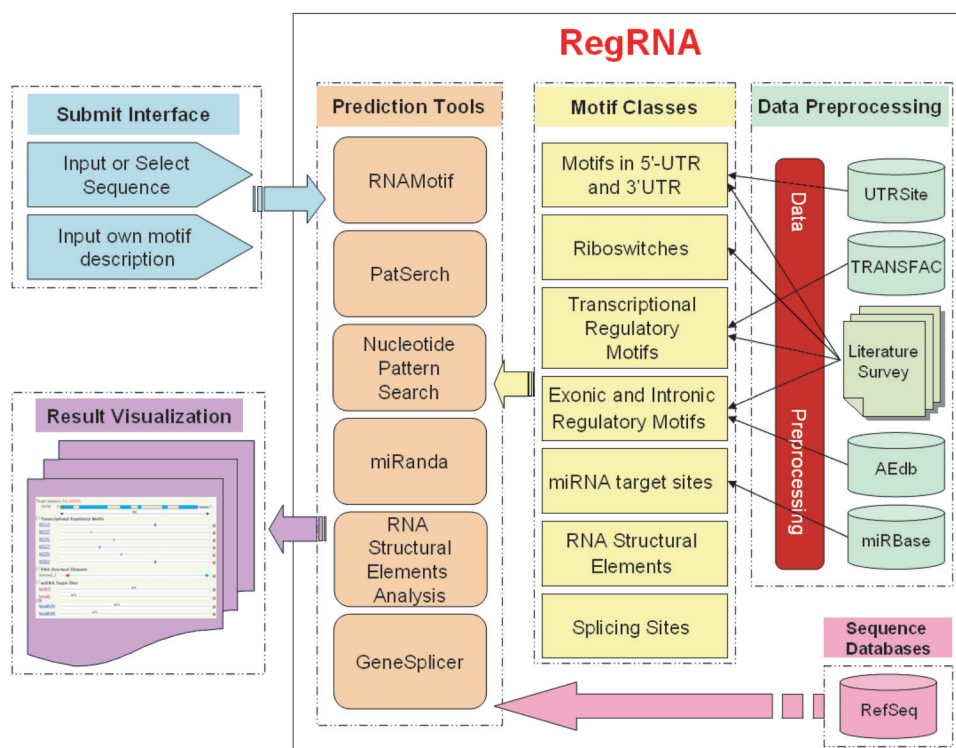 RegRNA
Submit Interface
Input or Select
Sequence
Input own motif
description
Result Visualization
Prediction Tools
RNAMotif
PatSerch
Nucleotide
Pattern
Search
miRanda
RNA
Structural
Elements
Analysis
GeneSplicer
Motif Classes
Motifs in 5'-UTR
and 3'UTR
Riboswitches
Transcriptional
Regulatory
Motifs
Exonic and Intronic
Regulatory Motifs
miRNA target sites
RNA Structural
Elements
Splicing Sites
Data Preprocessing
Data
Preprocessing
UTRSite
TRANSFAC
Literature
Survey
AEdb
miRBase
Sequence
Databases
RefSeq